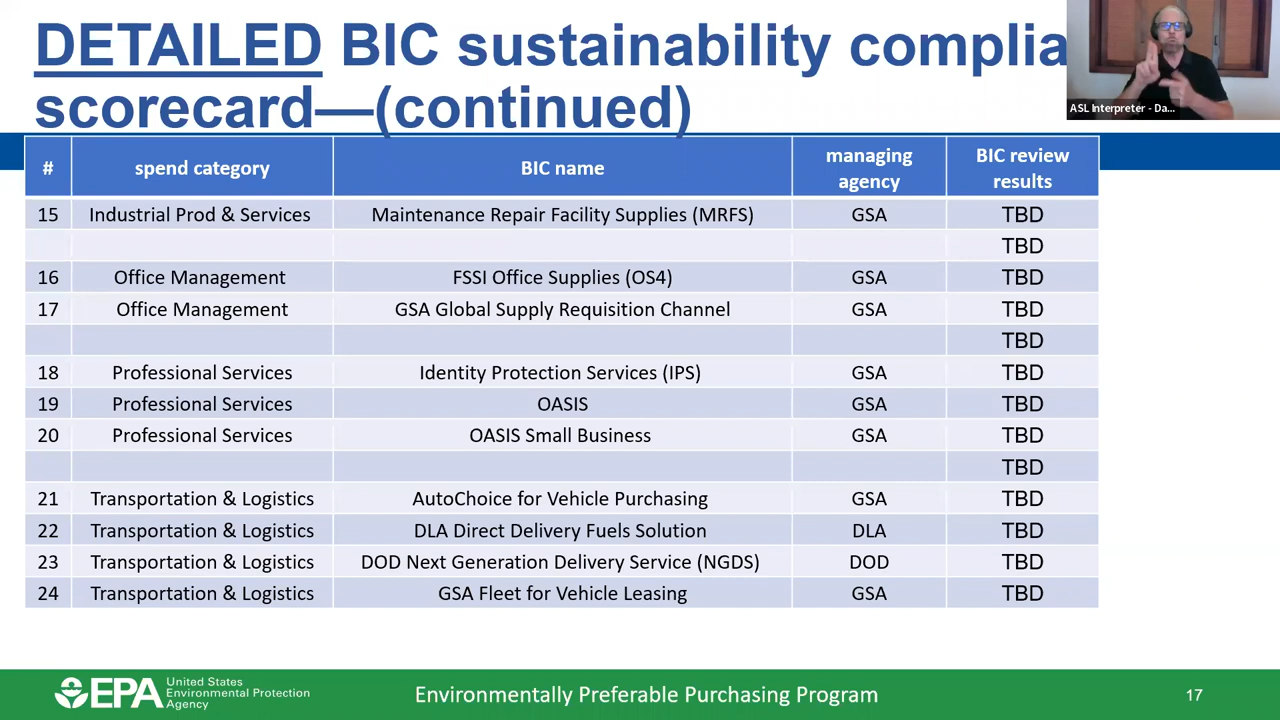 DETAILED BIC sustainability complia
scorecard—(continued)
ASL Interpreter - Da...
# spend category BIC name managing agency BIC review results
15 Industrial Prod & Services Maintenance Repair Facility Supplies (MRFS) GSA TBD
TBD
16 Office Management FSSI Office Supplies (OS4) GSA TBD
17 Office Management GSA Global Supply Requisition Channel GSA TBD
TBD
18 Professional Services Identity Protection Services (IPS) GSA TBD
19 Professional Services OASIS GSA TBD
20 Professional Services OASIS Small Business GSA TBD
TBD
21 Transportation & Logistics AutoChoice for Vehicle Purchasing GSA TBD
22 Transportation & Logistics DLA Direct Delivery Fuels Solution DLA TBD
23 Transportation & Logistics DOD Next Generation Delivery Service (NGDS) DOD TBD
24 Transportation & Logistics GSA Fleet for Vehicle Leasing GSA TBD
EPA
United States
Environmental Protection
Agency
Environmentally Preferable Purchasing Program
17